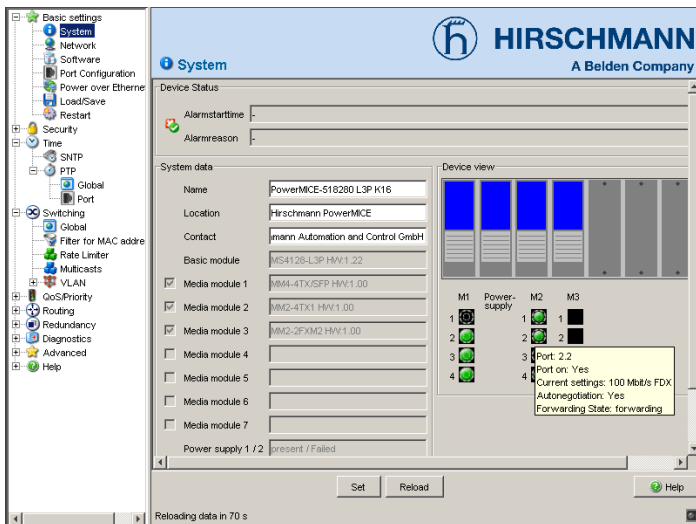 Basic settings
System
Network
Software
Port Configuration
Power over Etherne
Load/Save
Restart
Security
Time
SNTP
PTP
Global
Port
Switching
Global
Filter for MAC addre
Rate Limiter
Multicasts
VLAN
QoS/Priority
Routing
Redundancy
Diagnostics
Advanced
Help
HIRSCHMANN
A Belden Company
System
Device Status
Alarmstarttime -
Alarmreason -
System data
Name PowerMICE-518280 L3P K16
Location Hirschmann PowerMICE
Contact mann Automation and Control GmbH
Basic module MS4128-L3P HW:1.22
Media module 1 MM4-4TX/SFP HW:1.00
Media module 2 MM2-4TX1 HW:1.00
Media module 3 MM2-2FXM2 HW:1.00
Media module 4
Media module 5
Media module 6
Media module 7
Power supply 1 / 2 present / Failed
Device view
M1 Power-supply M2 M3
1 1 1
2 2 2
3 3
4 4
Port: 2.2
Port on: Yes
Current settings: 100 Mbit/s FDX
Autonegotiation: Yes
Forwarding State: forwarding
Set Reload Help
Reloading data in 70 s